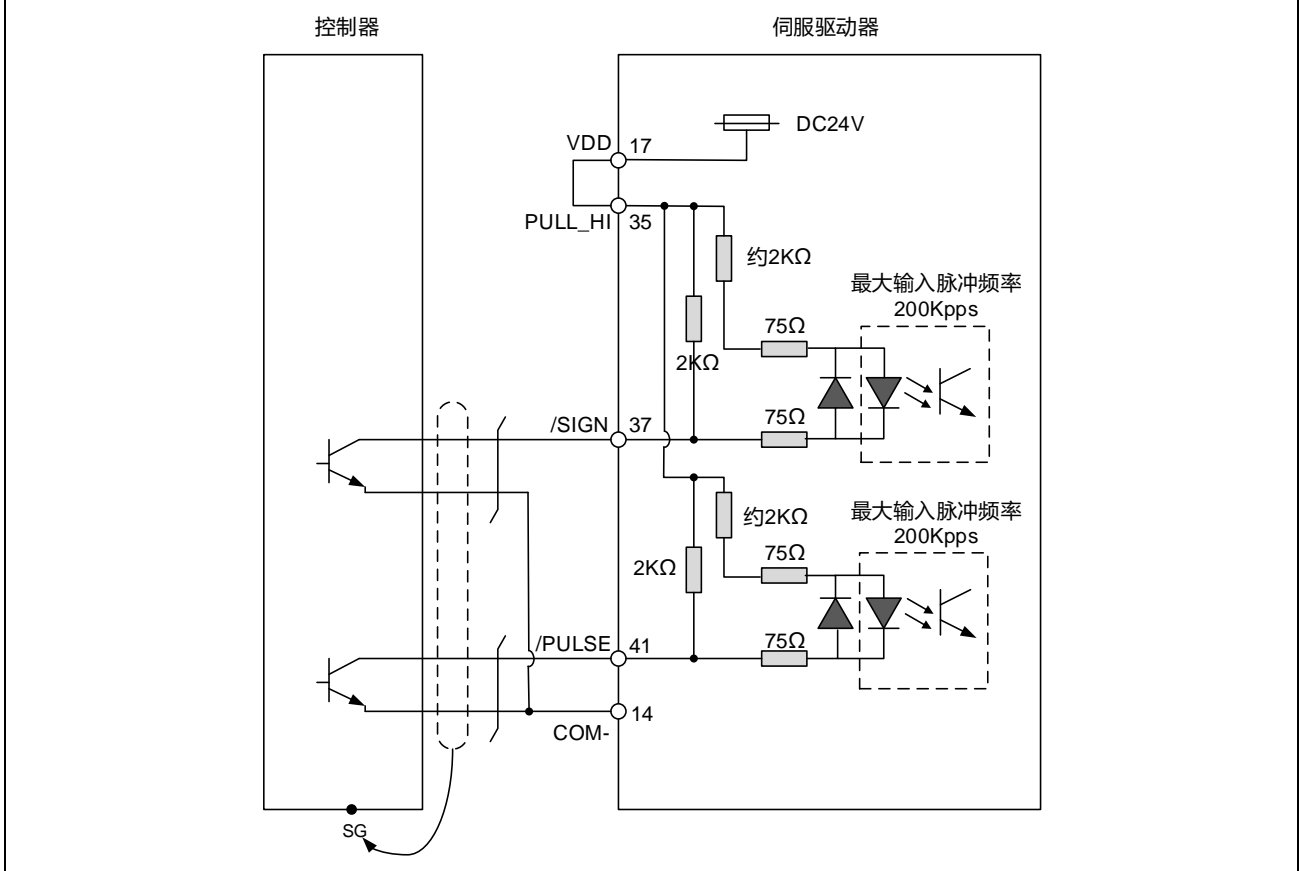 控制器
伺服驱动器
DC24V
VDD
17
PULL_HI
35
约2KΩ
最大输入脉冲频率
200Kpps
75Ω
2KΩ
/SIGN
37
75Ω
约2KΩ
最大输入脉冲频率
200Kpps
75Ω
2KΩ
/PULSE
41
75Ω
14
COM-
SG